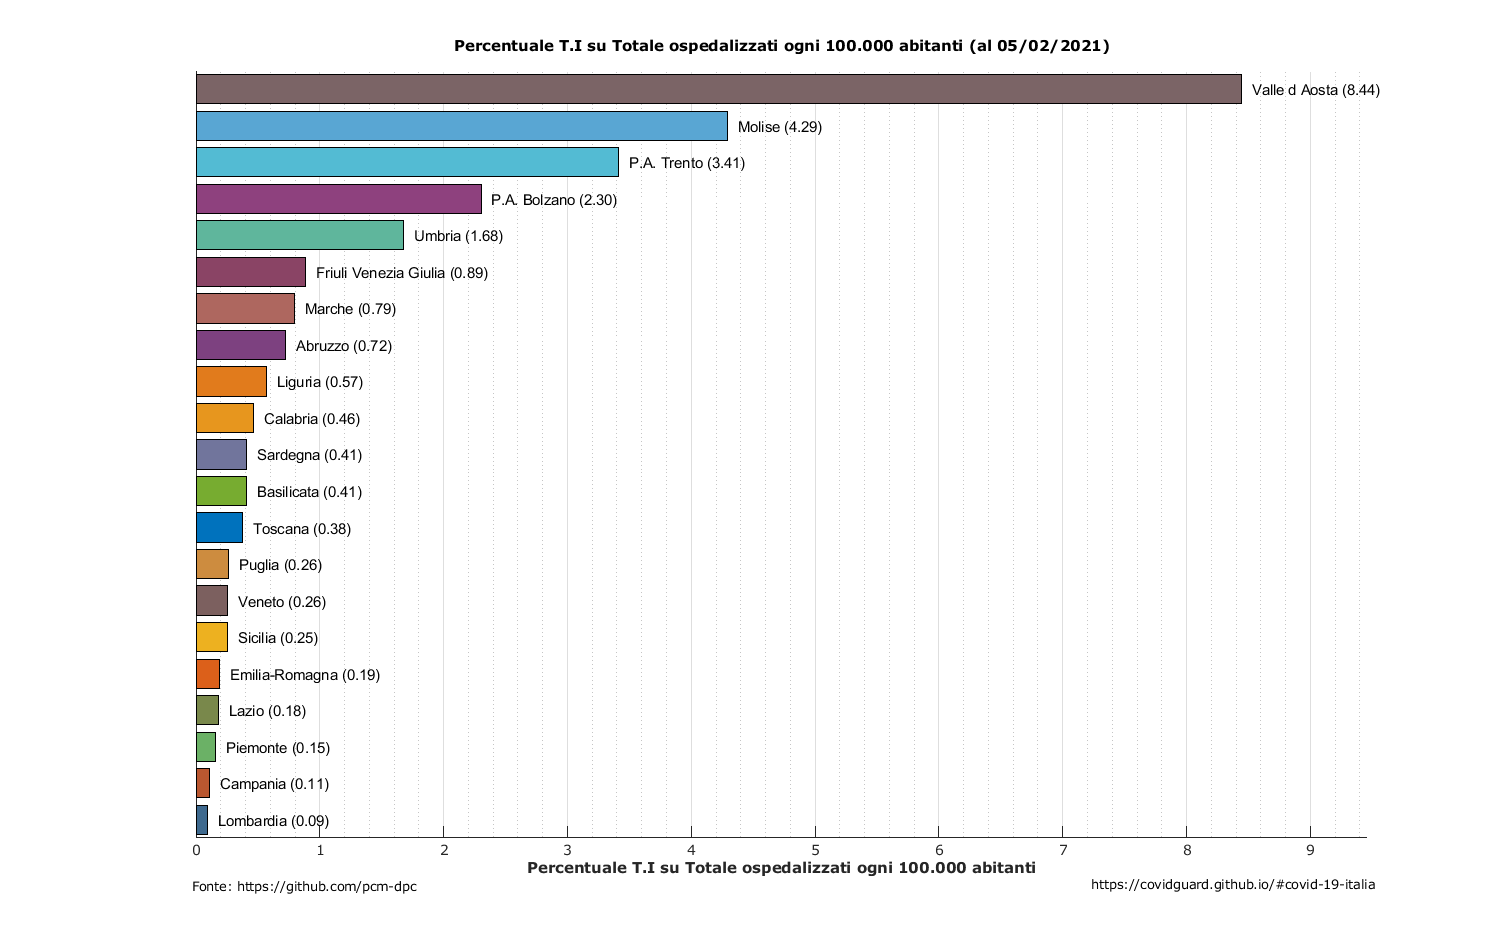 Percentuale T.I su Totale ospedalizzati ogni 100.000 abitanti (al 05/02/2021)
Valle d Aosta (8.44)
Molise (4.29)
P.A. Trento (3.41)
P.A. Bolzano (2.30)
Umbria (1.68)
Friuli Venezia Giulia (0.89)
Marche (0.79)
Abruzzo (0.72)
Liguria (0.57)
Calabria (0.46)
Sardegna (0.41)
Basilicata (0.41)
Toscana (0.38)
Puglia (0.26)
Veneto (0.26)
Sicilia (0.25)
Emilia-Romagna (0.19)
Lazio (0.18)
Piemonte (0.15)
Campania (0.11)
Lombardia (0.09)
0 1 2 3 4 5 6 7 8 9
Percentuale T.I su Totale ospedalizzati ogni 100.000 abitanti
Fonte: https://github.com/pcm-dpc
https://covidguard.github.io/#covid-19-italia